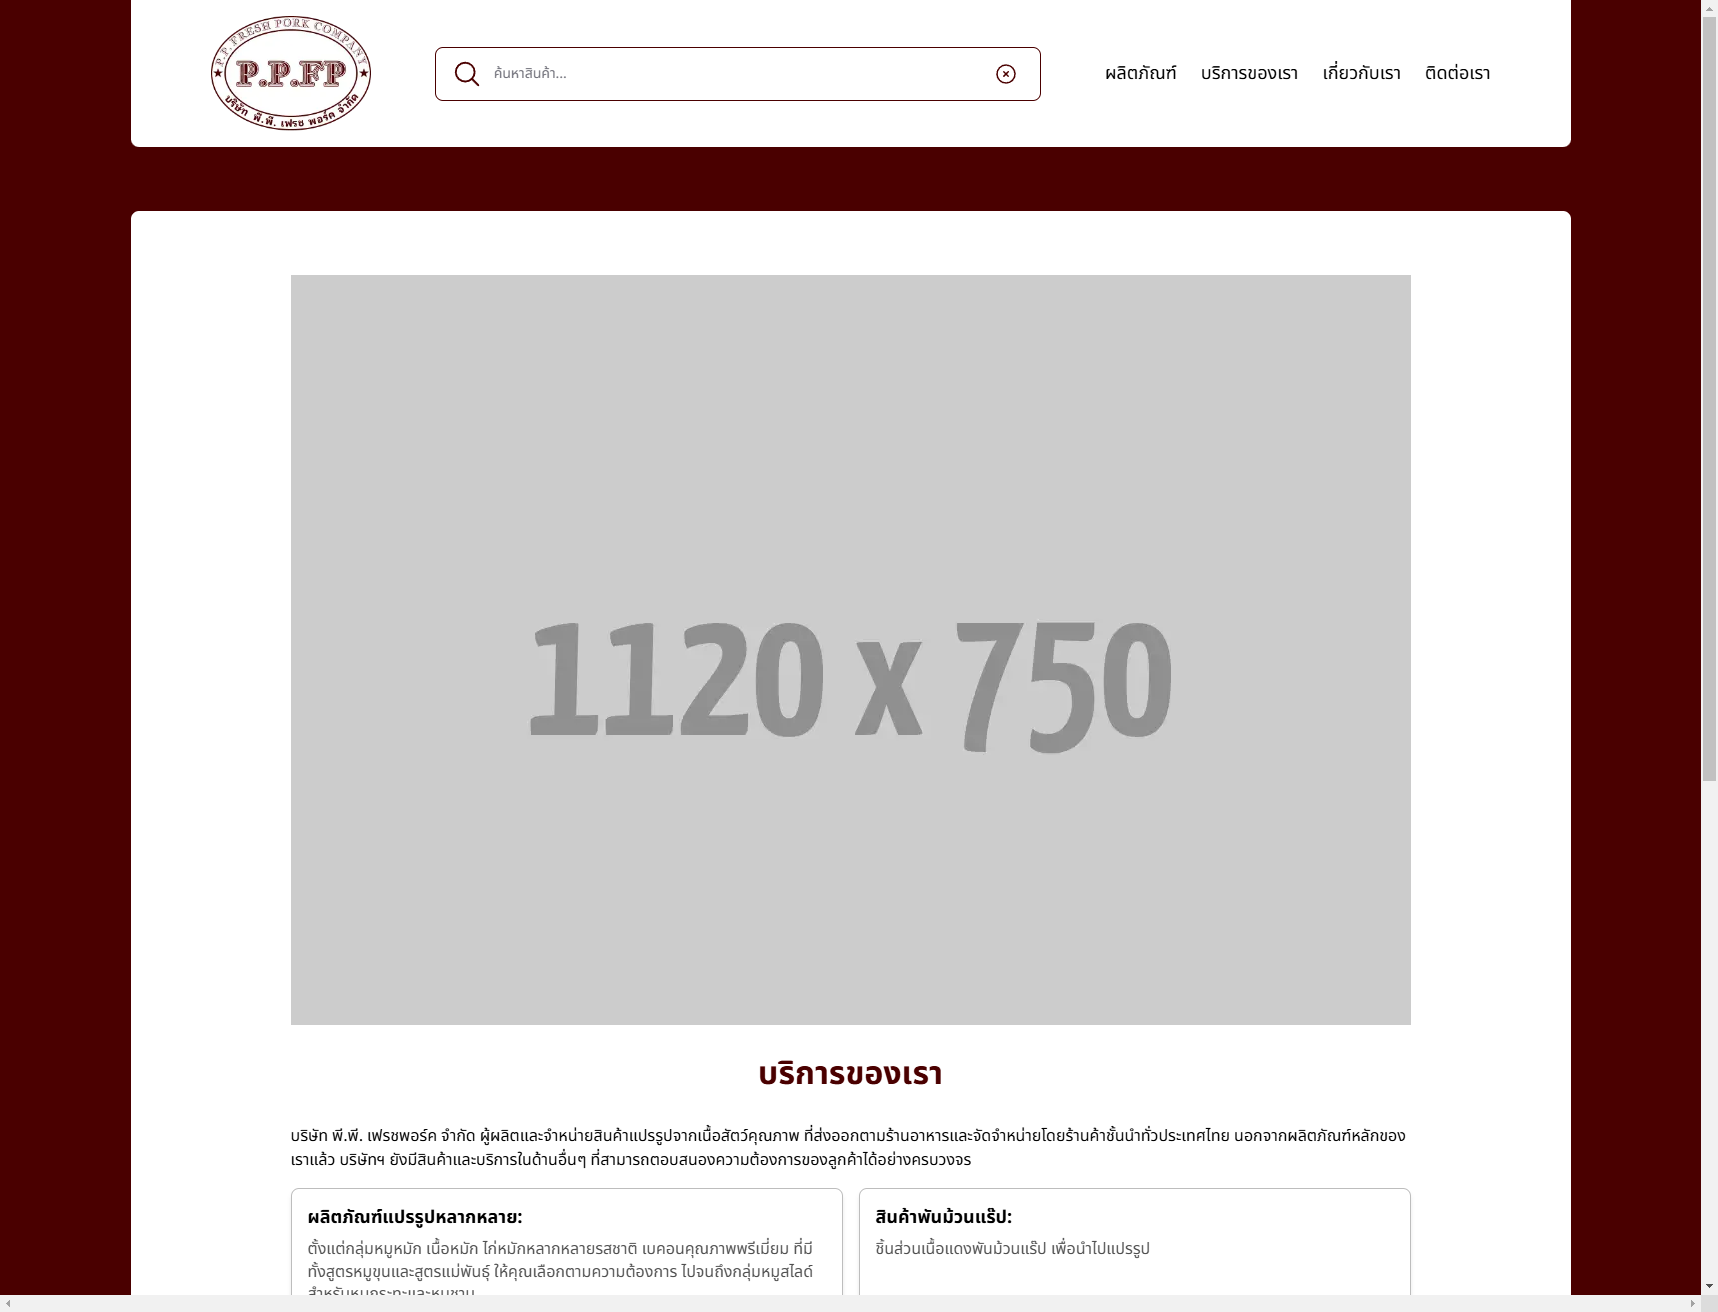 P.P. FRESH PORK COMPANY
P.P.FP
บริษัท พี.พี. เฟรช พอร์ค จำกัด
ค้นหาสินค้า...
ผลิตภัณฑ์ บริการของเรา เกี่ยวกับเรา ติดต่อเรา
1120 x 750
บริการของเรา
บริษัท พี.พี. เฟรชพอร์ค จำกัด ผู้ผลิตและจำหน่ายสินค้าแปรรูปจากเนื้อสัตว์คุณภาพ ที่ส่งออกตามร้านอาหารและจัดจำหน่ายโดยร้านค้าชั้นนำทั่วประเทศไทย นอกจากผลิตภัณฑ์หลักของ
เราแล้ว บริษัทฯ ยังมีสินค้าและบริการในด้านอื่นๆ ที่สามารถตอบสนองความต้องการของลูกค้าได้อย่างครบวงจร
ผลิตภัณฑ์แปรรูปหลากหลาย:
ตั้งแต่กลุ่มหมูหมัก เนื้อหมัก ไก่หมักหลากหลายรสชาติ เบคอนคุณภาพพรีเมี่ยม ที่มี
ทั้งสูตรหมูขุนและสูตรแม่พันธุ์ ให้คุณเลือกตามความต้องการ ไปจนถึงกลุ่มหมูสไลด์
สำหรับหมูกระทะและหมูชาบู
สินค้าพันม้วนแร๊ป:
ชิ้นส่วนเนื้อแดงพันม้วนแร๊ป เพื่อนำไปแปรรูป